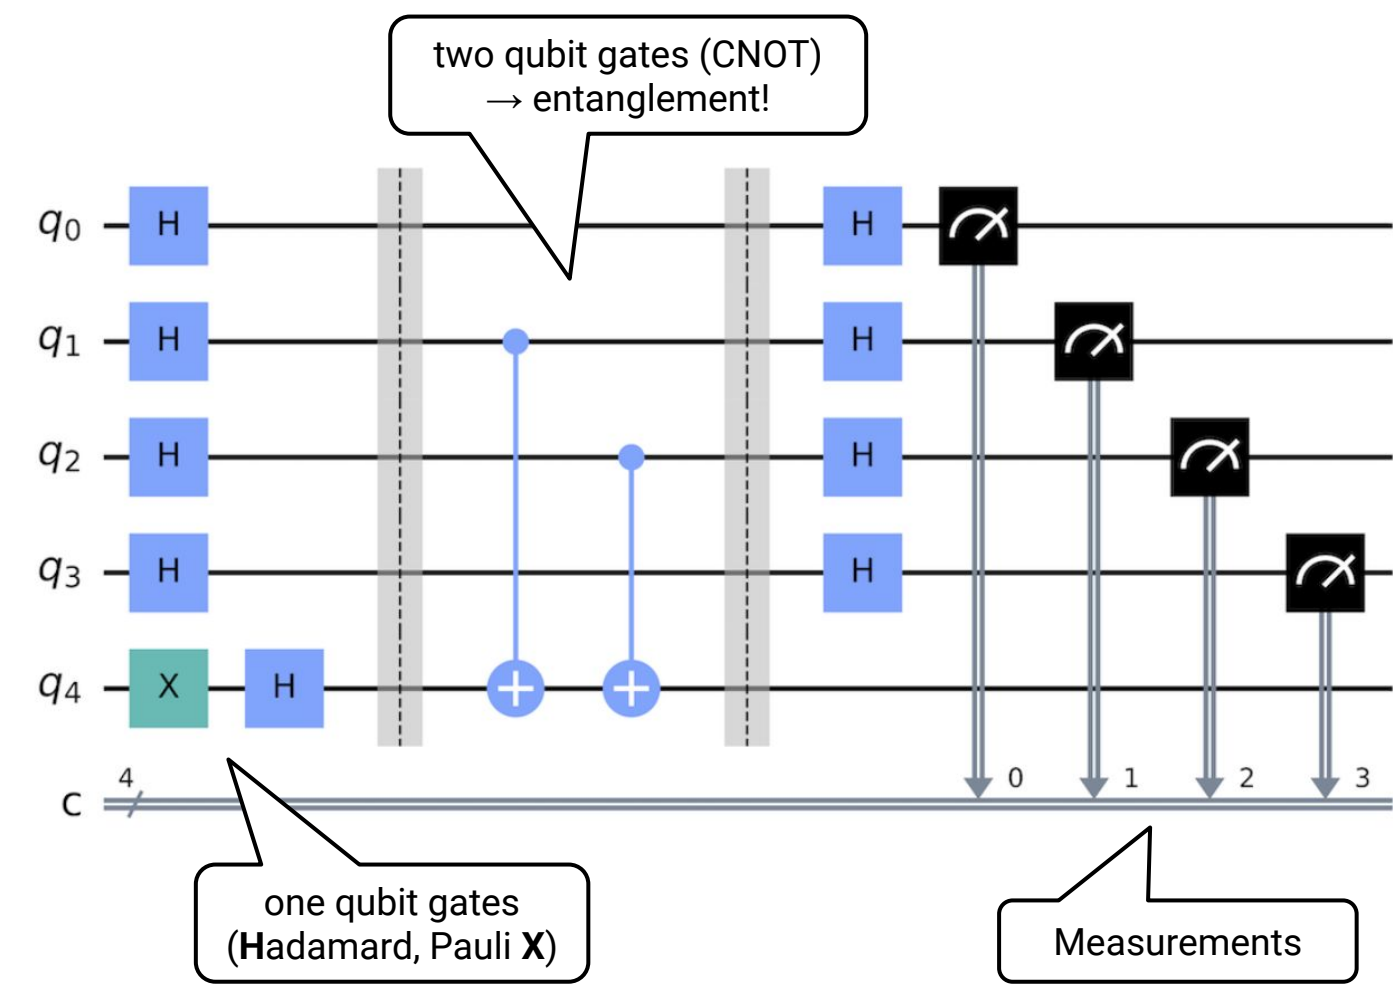 two qubit gates (CNOT)
→ entanglement!
q0 H H
q1 H H
q2 H H
q3 H H
q4 X H
4 0 1 2 3
c
one qubit gates
(Hadamard, Pauli X)
Measurements